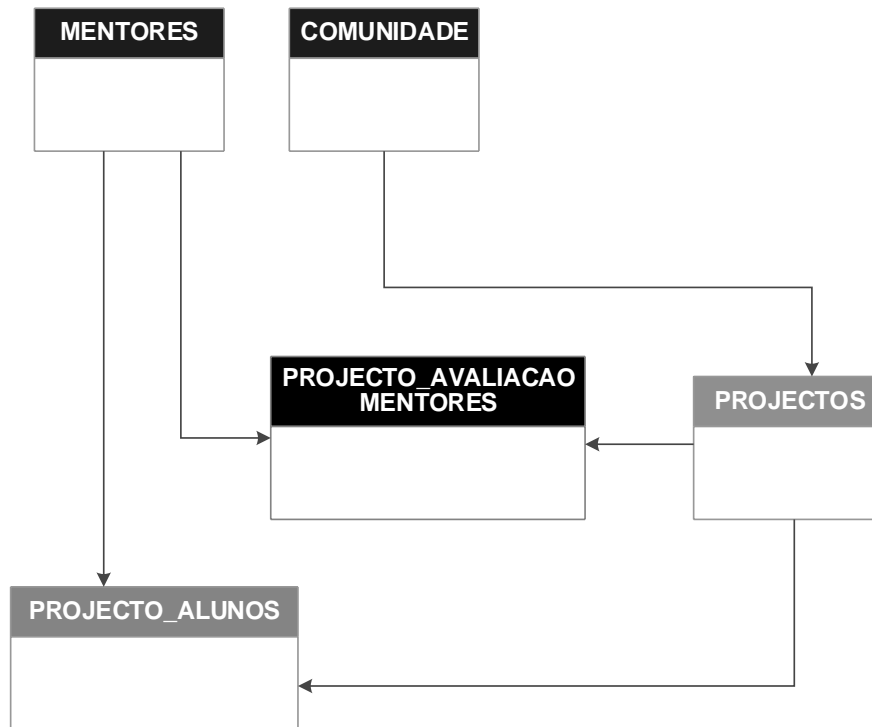 MENTORES
COMUNIDADE
PROJECTO_AVALIACAO
MENTORES
PROJECTOS
PROJECTO_ALUNOS